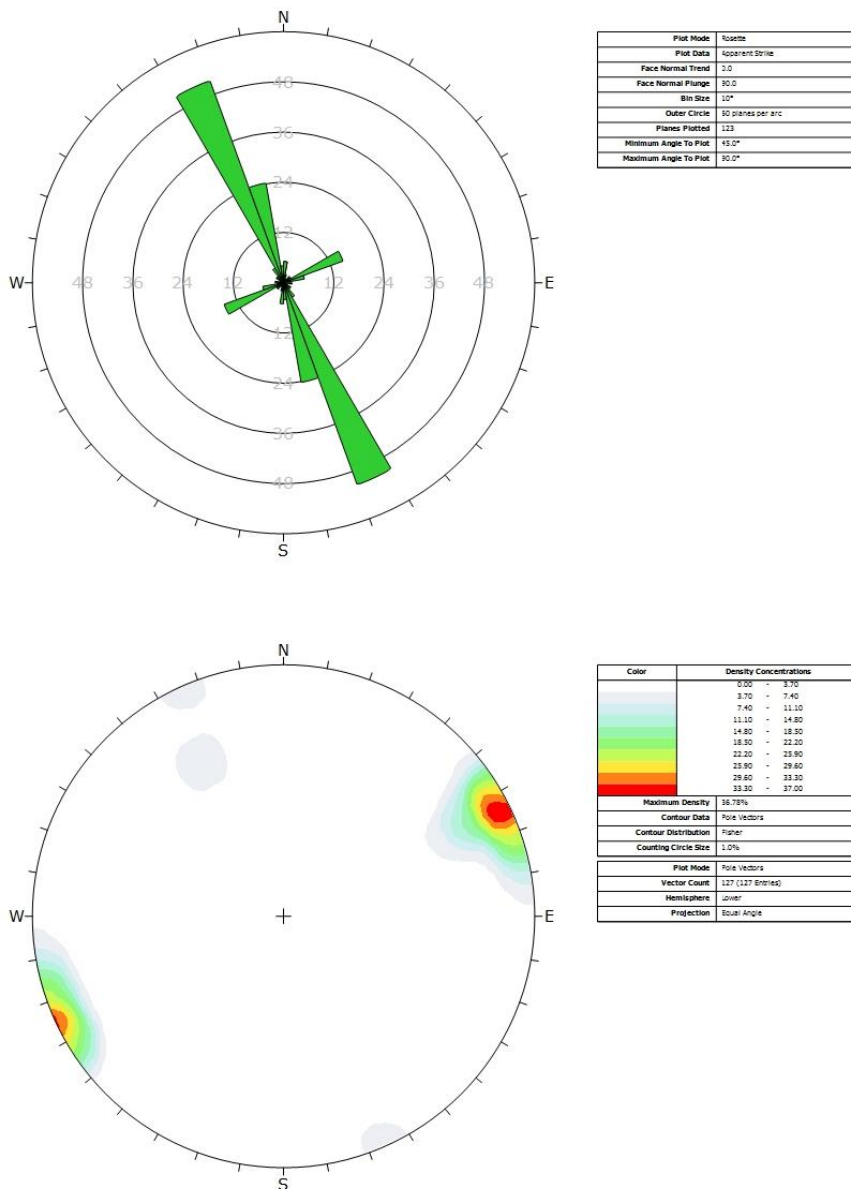 N
48
36
24
12
W
48 36 24 12
12 24 36 48
E
12
24
36
48
S
Plot Mode Rosette
Plot Data Apparent Strike
Face Normal Trend 0.0
Face Normal Plunge 90.0
Bin Size 10°
Outer Circle 60 planes per arc
Planes Plotted 123
Minimum Angle To Plot 45.0°
Maximum Angle To Plot 90.0°
N
W
E
S
Color Density Concentrations
0.00 - 3.70
3.70 - 7.40
7.40 - 11.10
11.10 - 14.80
14.80 - 18.50
18.50 - 22.20
22.20 - 25.90
25.90 - 29.60
29.60 - 33.30
33.30 - 37.00
Maximum Density 36.78%
Contour Data Pole Vectors
Contour Distribution Fisher
Counting Circle Size 1.0%
Plot Mode Pole Vectors
Vector Count 127 (127 Entries)
Hemisphere Lower
Projection Equal Angle